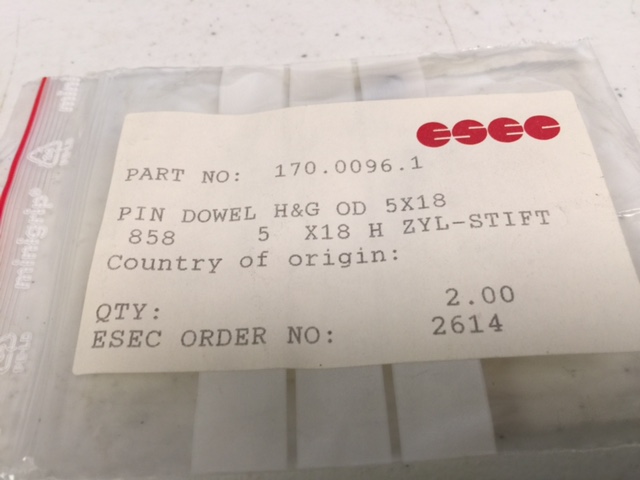 esec
PART NO: 170.0096.1
PIN DOWEL H&G OD 5X18
858 5 X18 H ZYL-STIFT
Country of origin:
QTY: 2.00
ESEC ORDER NO: 2614
minigrip